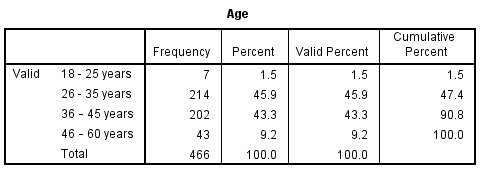 Age
Frequency Percent Valid Percent Cumulative Percent
Valid 18 - 25 years 7 1.5 1.5 1.5
26 - 35 years 214 45.9 45.9 47.4
36 - 45 years 202 43.3 43.3 90.8
46 - 60 years 43 9.2 9.2 100.0
Total 466 100.0 100.0